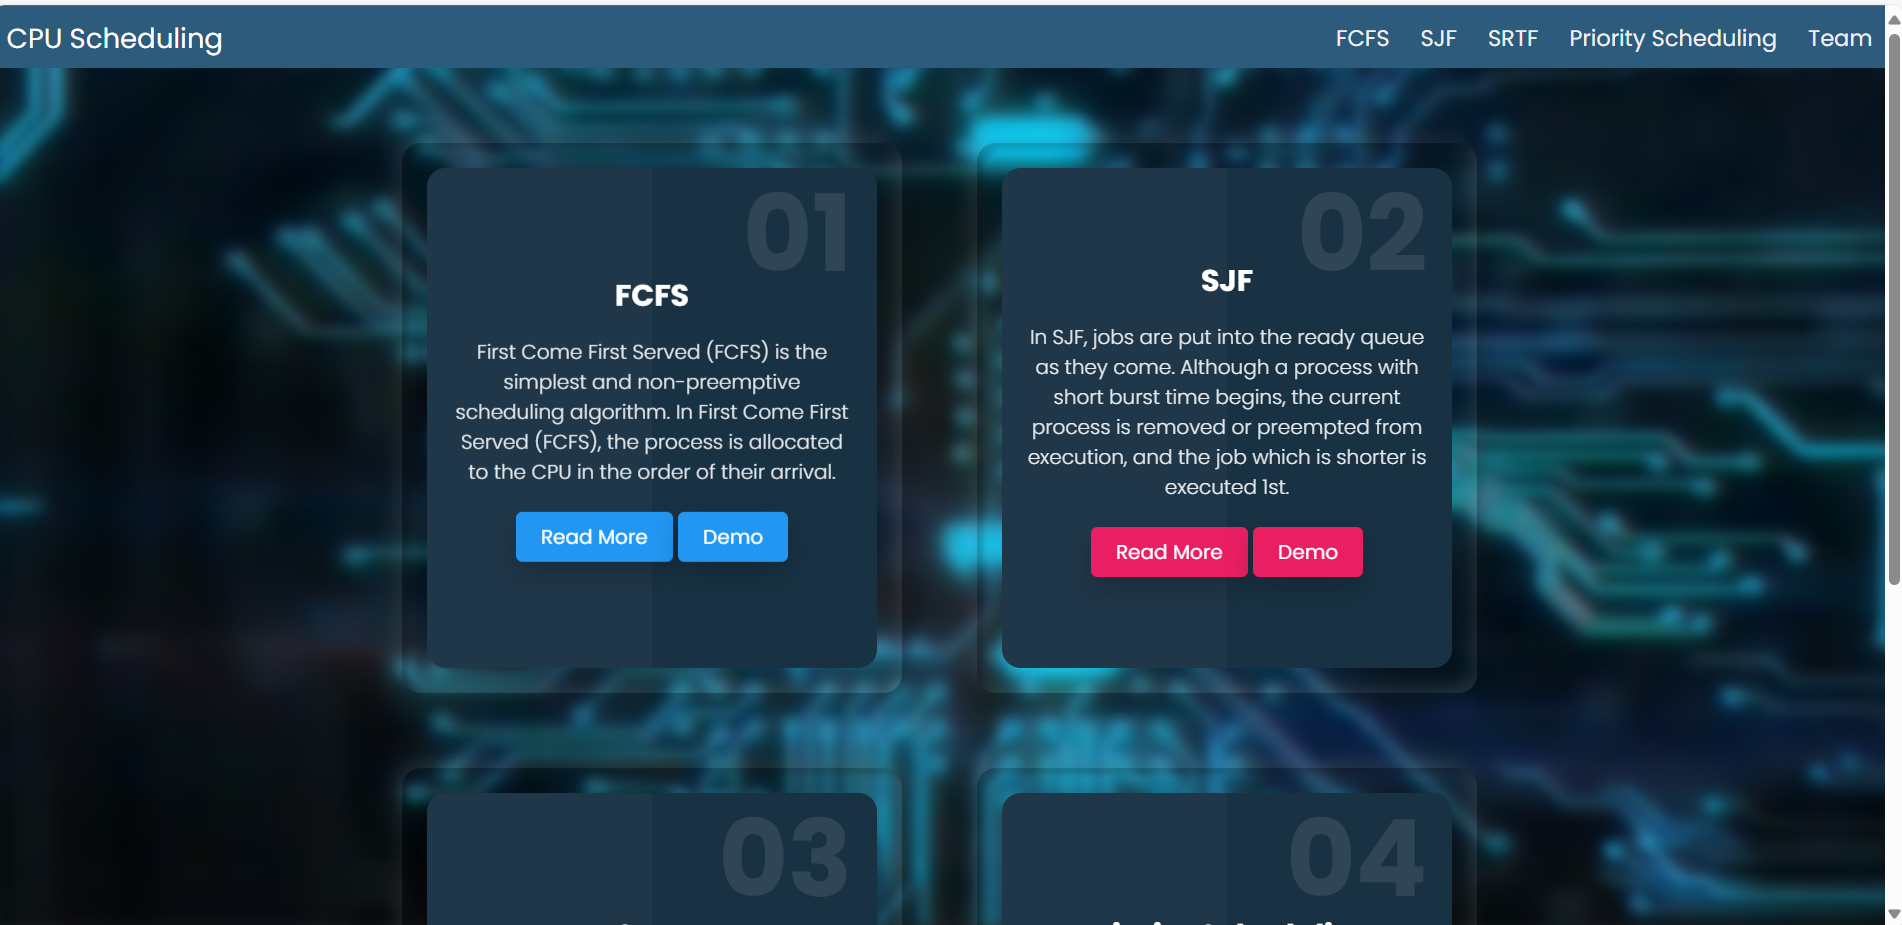 CPU Scheduling
FCFS SJF SRTF Priority Scheduling Team
01
FCFS
First Come First Served (FCFS) is the
simplest and non-preemptive
scheduling algorithm. In First Come First
Served (FCFS), the process is allocated
to the CPU in the order of their arrival.
Read More Demo
02
SJF
In SJF, jobs are put into the ready queue
as they come. Although a process with
short burst time begins, the current
process is removed or preempted from
execution, and the job which is shorter is
executed 1st.
Read More Demo
03
04